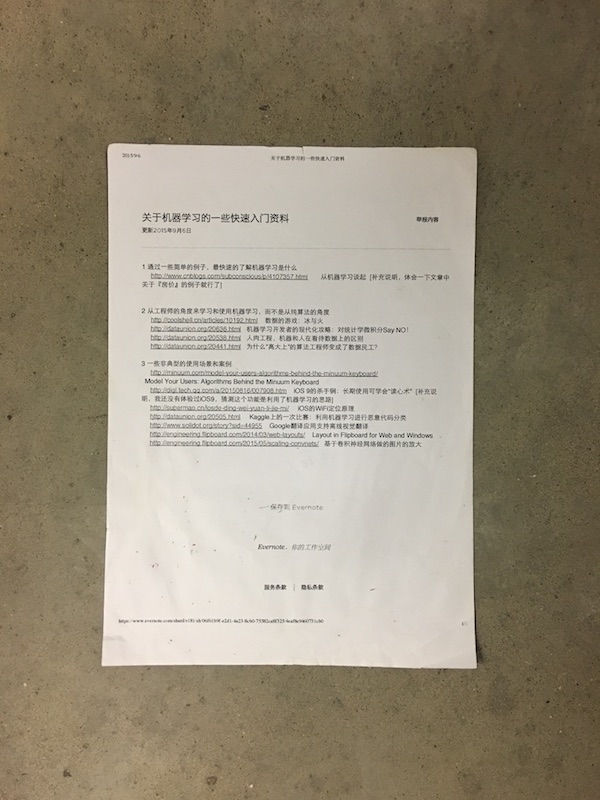 2015/9/6 关于机器学习的一些快速入门资料
关于机器学习的一些快速入门资料 举报内容
更新2015年9月6日
1 通过一些简单的例子，最快速的了解机器学习是什么
http://www.cnblogs.com/subconscious/p/4107357.html 从机器学习谈起 [补充说明，体会一下文章中
关于『房价』的例子就行了]
2 从工程师的角度来学习和使用机器学习，而不是从纯算法的角度
http://coolshell.cn/articles/10192.html 数据的游戏：冰与火
http://dataunion.org/20636.html 机器学习开发者的现代化攻略：对统计学微积分Say NO！
http://dataunion.org/20538.html 人肉工程，机器和人在看待数据上的区别
http://dataunion.org/20441.html 为什么"高大上"的算法工程师变成了数据民工？
3 一些非典型的使用场景和案例
http://minuum.com/model-your-users-algorithms-behind-the-minuum-keyboard/
Model Your Users: Algorithms Behind the Minuum Keyboard
http://digi.tech.qq.com/a/20150816/007908.htm iOS 9的杀手锏：长期使用可学会"读心术" [补充说
明，我还没有体验过iOS9，猜测这个功能是利用了机器学习的思路]
http://supermao.cn/iosde-ding-wei-yuan-li-jie-mi/ iOS的WiFi定位原理
http://dataunion.org/20505.html Kaggle上的一次比赛：利用机器学习进行恶意代码分类
http://www.solidot.org/story?sid=44955 Google翻译应用支持离线视觉翻译
http://engineering.flipboard.com/2014/03/web-layouts/ Layout in Flipboard for Web and Windows
http://engineering.flipboard.com/2015/05/scaling-convnets/ 基于卷积神经网络做的图片的放大
保存到 Evernote
Evernote，你的工作空间
服务条款 | 隐私条款
1/1